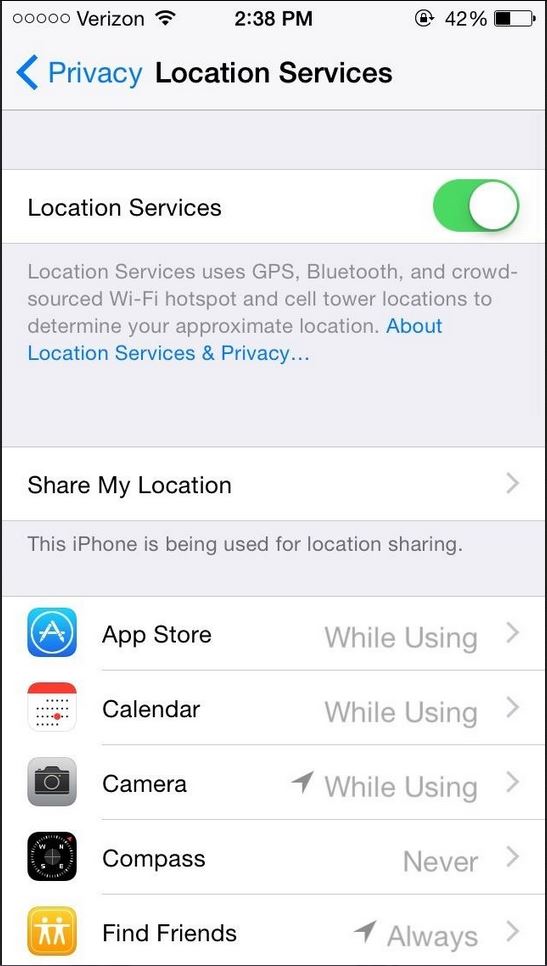 Verizon 2:38 PM 42%
Privacy Location Services
Location Services
Location Services uses GPS, Bluetooth, and crowd-
sourced Wi-Fi hotspot and cell tower locations to
determine your approximate location. About
Location Services & Privacy...
Share My Location
This iPhone is being used for location sharing.
App Store While Using
Calendar While Using
Camera While Using
N
W
S E
Compass Never
Find Friends Always